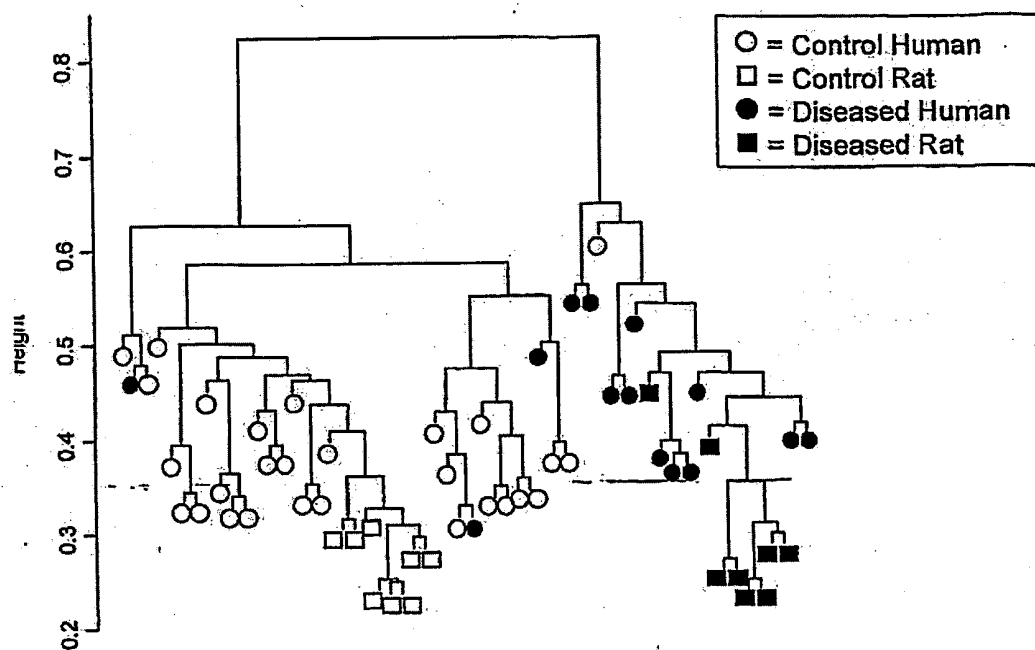 = Control Human
= Control Rat
= Diseased Human
= Diseased Rat
0.8
0.7
0.6
0.5
0.4
0.3
0.2
Height